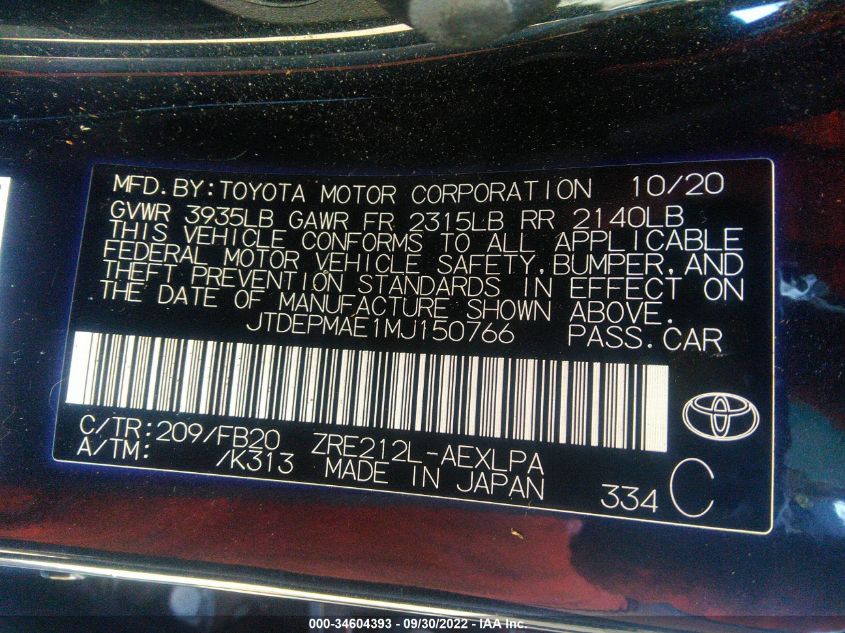 MFD. BY: TOYOTA MOTOR CORPORATION 10/20
GVWR 3935LB GAWR FR 2315LB RR 2140LB
THIS VEHICLE CONFORMS TO ALL APPLICABLE
FEDERAL MOTOR VEHICLE SAFETY, BUMPER, AND
THEFT PREVENTION STANDARDS IN EFFECT ON
THE DATE OF MANUFACTURE SHOWN ABOVE.
JTDEPMAE1MJ150766 PASS. CAR
C/TR: 209/FB20 ZRE212L-AEXLPA
A/TM: /K313 MADE IN JAPAN 334 C
000-34604393 - 09/30/2022 - IAA Inc.